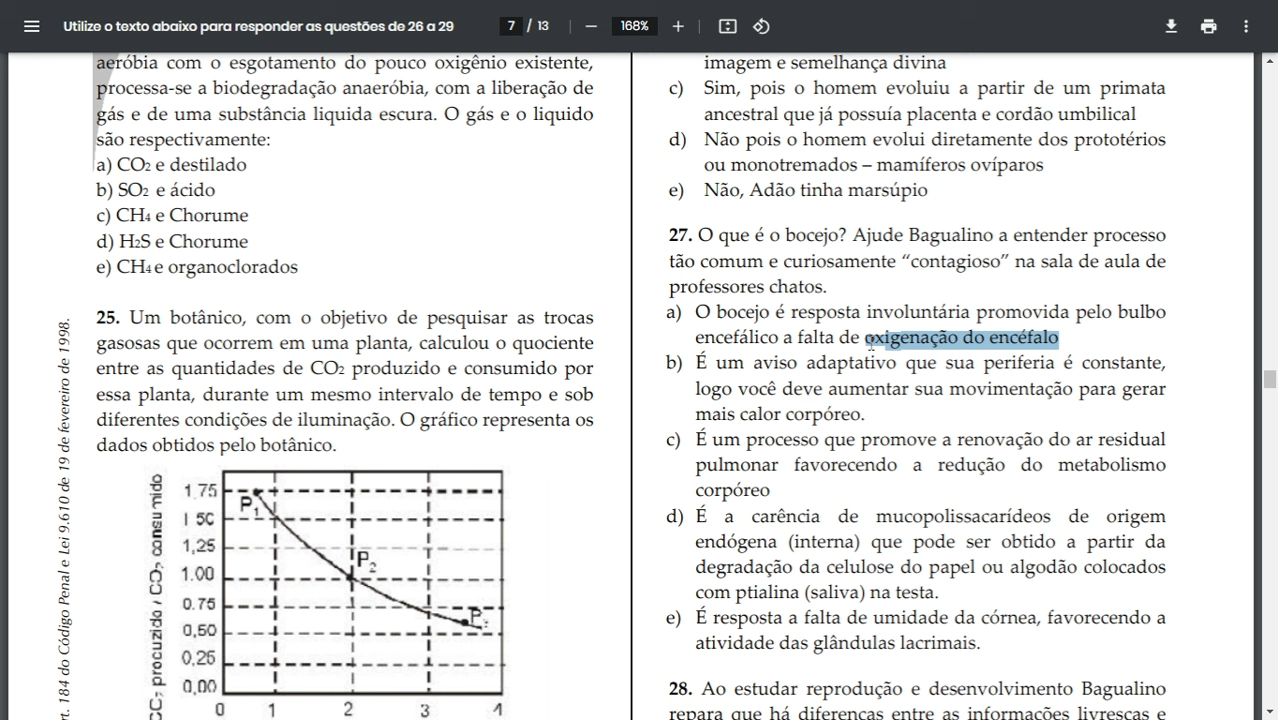 Utilize o texto abaixo para responder as questões de 26 a 29
7 / 13
168%
aeróbia com o esgotamento do pouco oxigênio existente,
processa-se a biodegradação anaeróbia, com a liberação de
gás e de uma substância liquida escura. O gás e o liquido
são respectivamente:
a) CO2 e destilado
b) SO2 e ácido
c) CH4 e Chorume
d) H2S e Chorume
e) CH4 e organoclorados
25. Um botânico, com o objetivo de pesquisar as trocas
gasosas que ocorrem em uma planta, calculou o quociente
entre as quantidades de CO2 produzido e consumido por
essa planta, durante um mesmo intervalo de tempo e sob
diferentes condições de iluminação. O gráfico representa os
dados obtidos pelo botânico.
1.75
1 50
1,25
1.00
0.75
0,50
0,25
0,00
P1
P2
P
0 1 2 3 4
rt. 184 do Código Penal e Lei 9.610 de 19 de fevereiro de 1998.
imagem e semelhança divina
c) Sim, pois o homem evoluiu a partir de um primata
ancestral que já possuía placenta e cordão umbilical
d) Não pois o homem evolui diretamente dos prototérios
ou monotremados – mamíferos ovíparos
e) Não, Adão tinha marsúpio
27. O que é o bocejo? Ajude Bagualino a entender processo
tão comum e curiosamente “contagioso” na sala de aula de
professores chatos.
a) O bocejo é resposta involuntária promovida pelo bulbo
encefálico a falta de oxigenação do encéfalo
b) É um aviso adaptativo que sua periferia é constante,
logo você deve aumentar sua movimentação para gerar
mais calor corpóreo.
c) É um processo que promove a renovação do ar residual
pulmonar favorecendo a redução do metabolismo
corpóreo
d) É a carência de mucopolissacarídeos de origem
endógena (interna) que pode ser obtido a partir da
degradação da celulose do papel ou algodão colocados
com ptialina (saliva) na testa.
e) É resposta a falta de umidade da córnea, favorecendo a
atividade das glândulas lacrimais.
28. Ao estudar reprodução e desenvolvimento Bagualino
repara que há diferenças entre as informações livrescas e